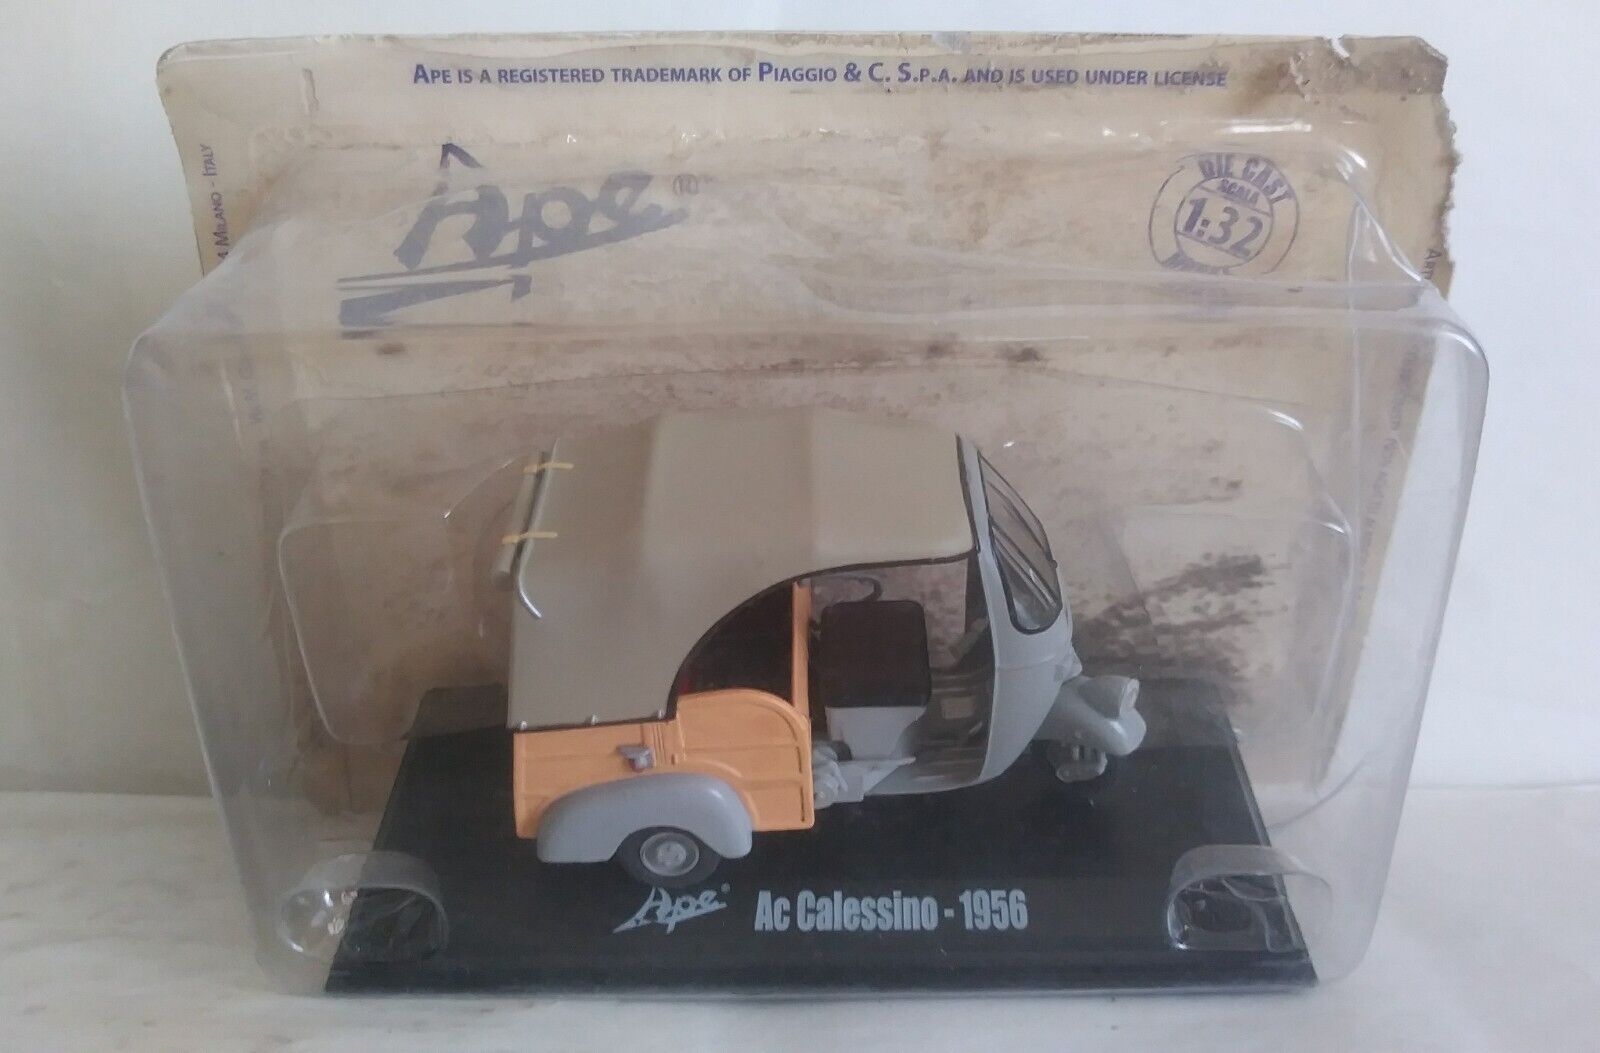 APE IS A REGISTERED TRADEMARK OF PIAGGIO & C. S.P.A. AND IS USED UNDER LICENSE
MILANO - ITALY
Ape®
DIE CAST
SCALA
1:32
Ape®
Ac Calessino - 1956